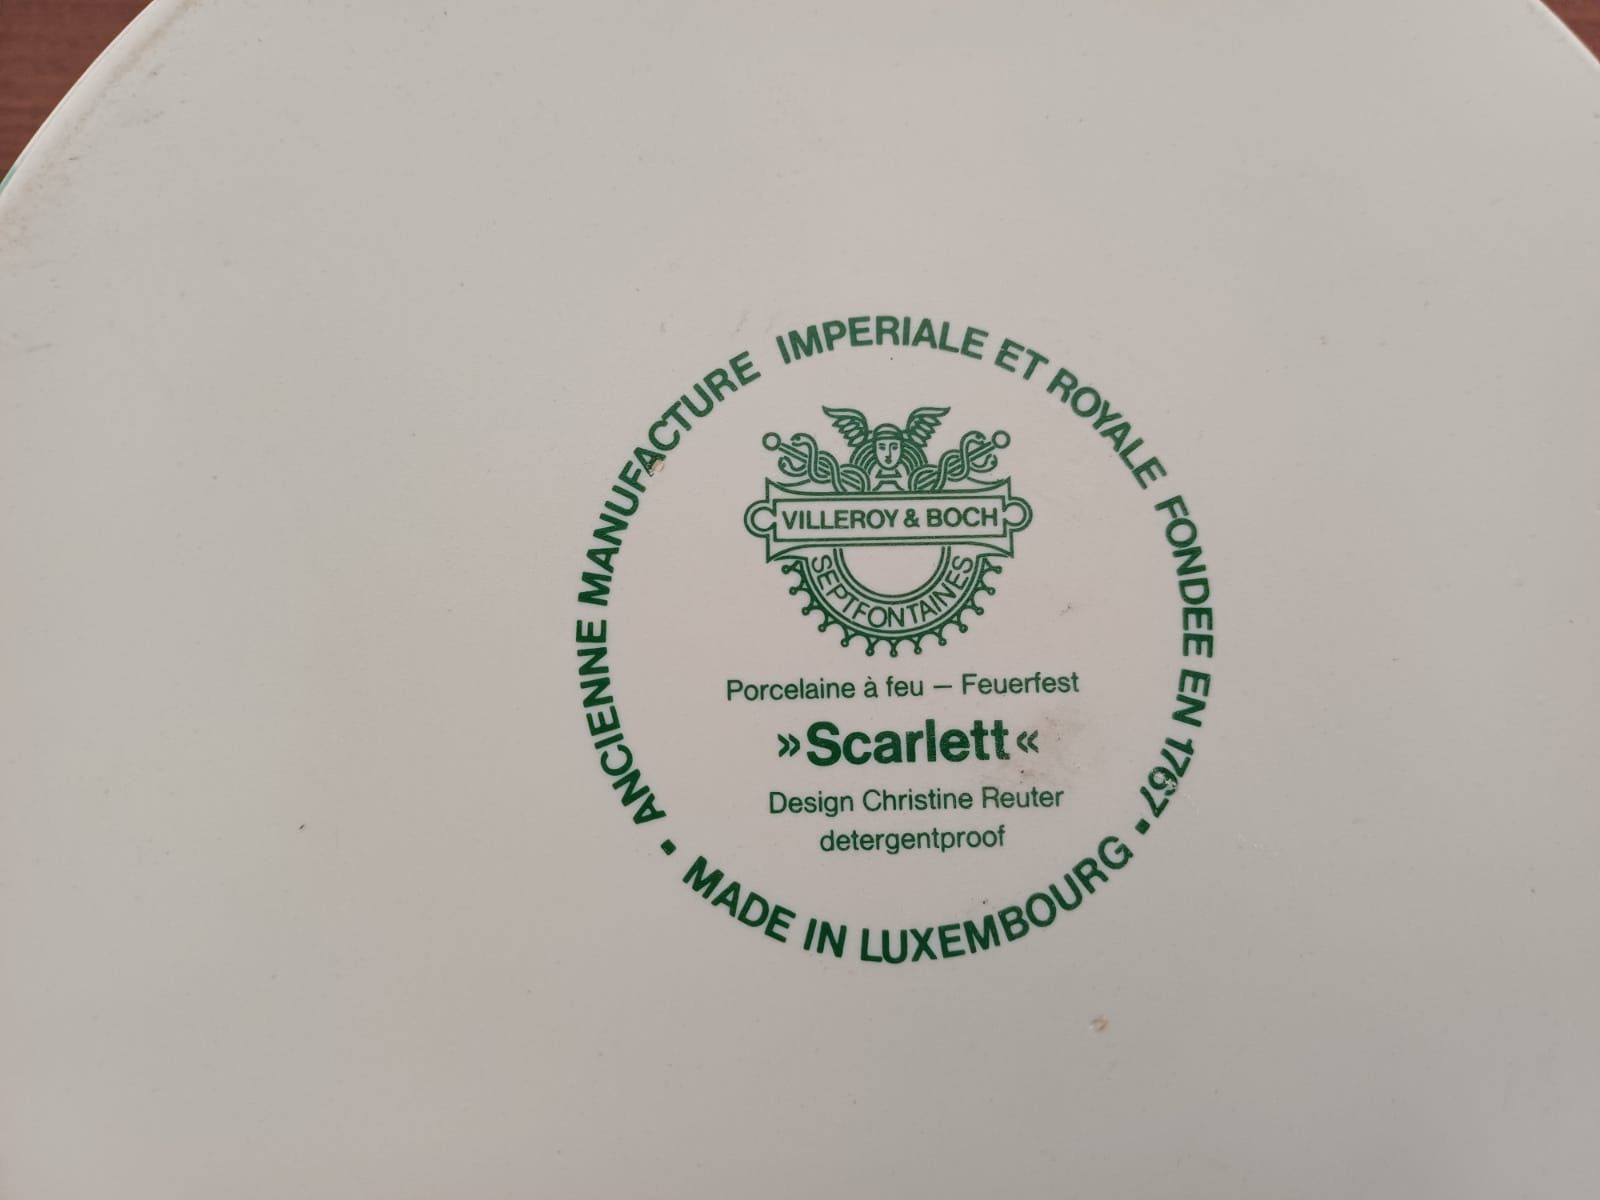 ANCIENNE MANUFACTURE IMPERIALE ET ROYALE FONDEE EN 1767
VILLEROY & BOCH
SEPTFONTAINES
Porcelaine à feu – Feuerfest
»Scarlett«
Design Christine Reuter
detergentproof
• MADE IN LUXEMBOURG •